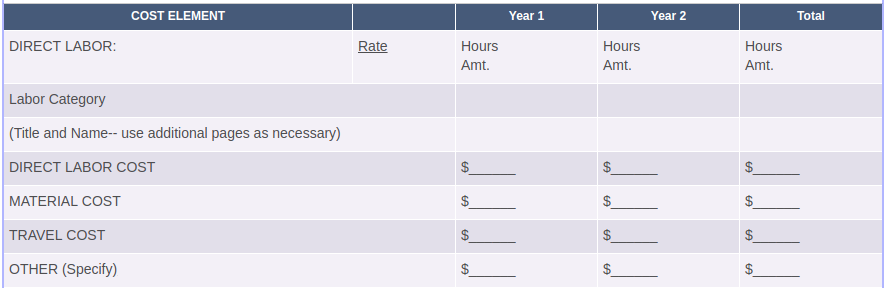 COST ELEMENT Year 1 Year 2 Total
DIRECT LABOR: Rate Hours Hours Hours
Amt. Amt. Amt.
Labor Category
(Title and Name-- use additional pages as necessary)
DIRECT LABOR COST $______ $______ $______
MATERIAL COST $______ $______ $______
TRAVEL COST $______ $______ $______
OTHER (Specify) $______ $______ $______